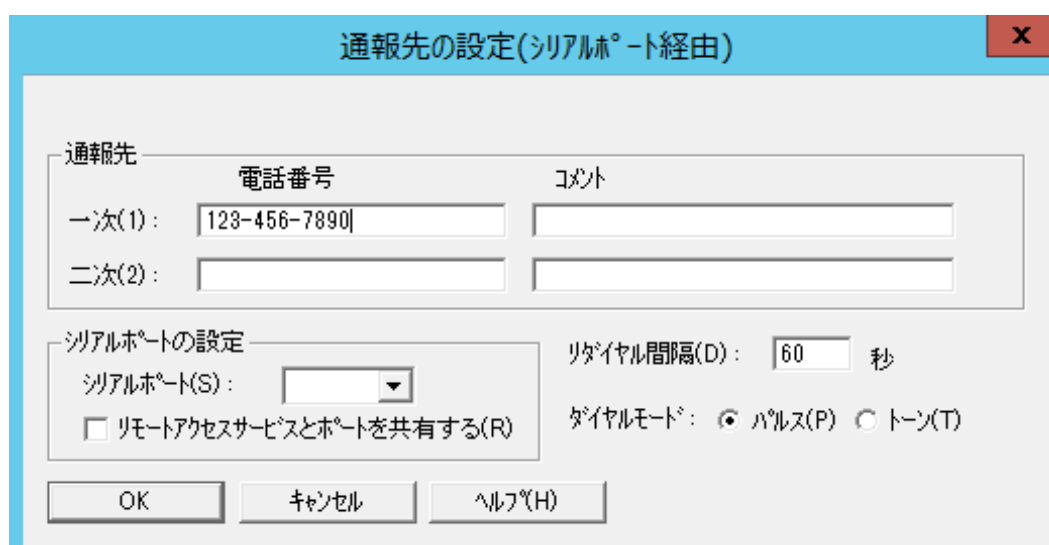 通報先の設定(ｼﾘｱﾙﾎﾟｰﾄ経由)
x
通報先
電話番号 ｺﾒﾝﾄ
一次(1) : 123-456-7890
二次(2) :
ｼﾘｱﾙﾎﾟｰﾄの設定
ｼﾘｱﾙﾎﾟｰﾄ(S) :
ﾘﾓｰﾄｱｸｾｽｻｰﾋﾞｽとﾎﾟｰﾄを共有する(R)
ﾘﾀﾞｲﾔﾙ間隔(D) : 60 秒
ﾀﾞｲﾔﾙﾓｰﾄﾞ : ﾊﾟﾙｽ(P) ﾄｰﾝ(T)
OK ｷｬﾝｾﾙ ﾍﾙﾌﾟ(H)